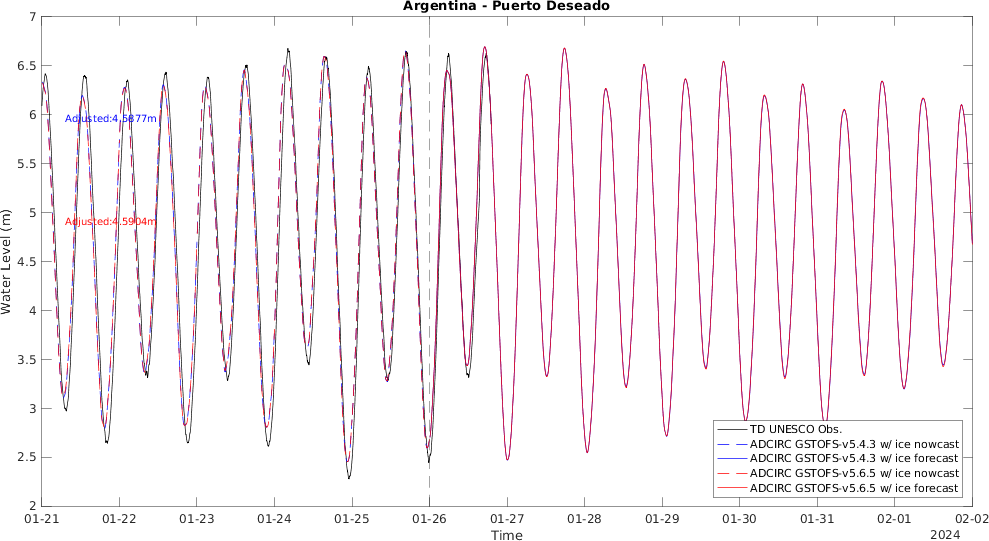 Argentina - Puerto Deseado
7
6.5
6
5.5
5
4.5
4
3.5
3
2.5
2
Water Level (m)
Adjusted:4.5877m
Adjusted:4.5904m
TD UNESCO Obs.
ADCIRC GSTOFS-v5.4.3 w/ ice nowcast
ADCIRC GSTOFS-v5.4.3 w/ ice forecast
ADCIRC GSTOFS-v5.6.5 w/ ice nowcast
ADCIRC GSTOFS-v5.6.5 w/ ice forecast
01-21 01-22 01-23 01-24 01-25 01-26 01-27 01-28 01-29 01-30 01-31 02-01 02-02
Time
2024